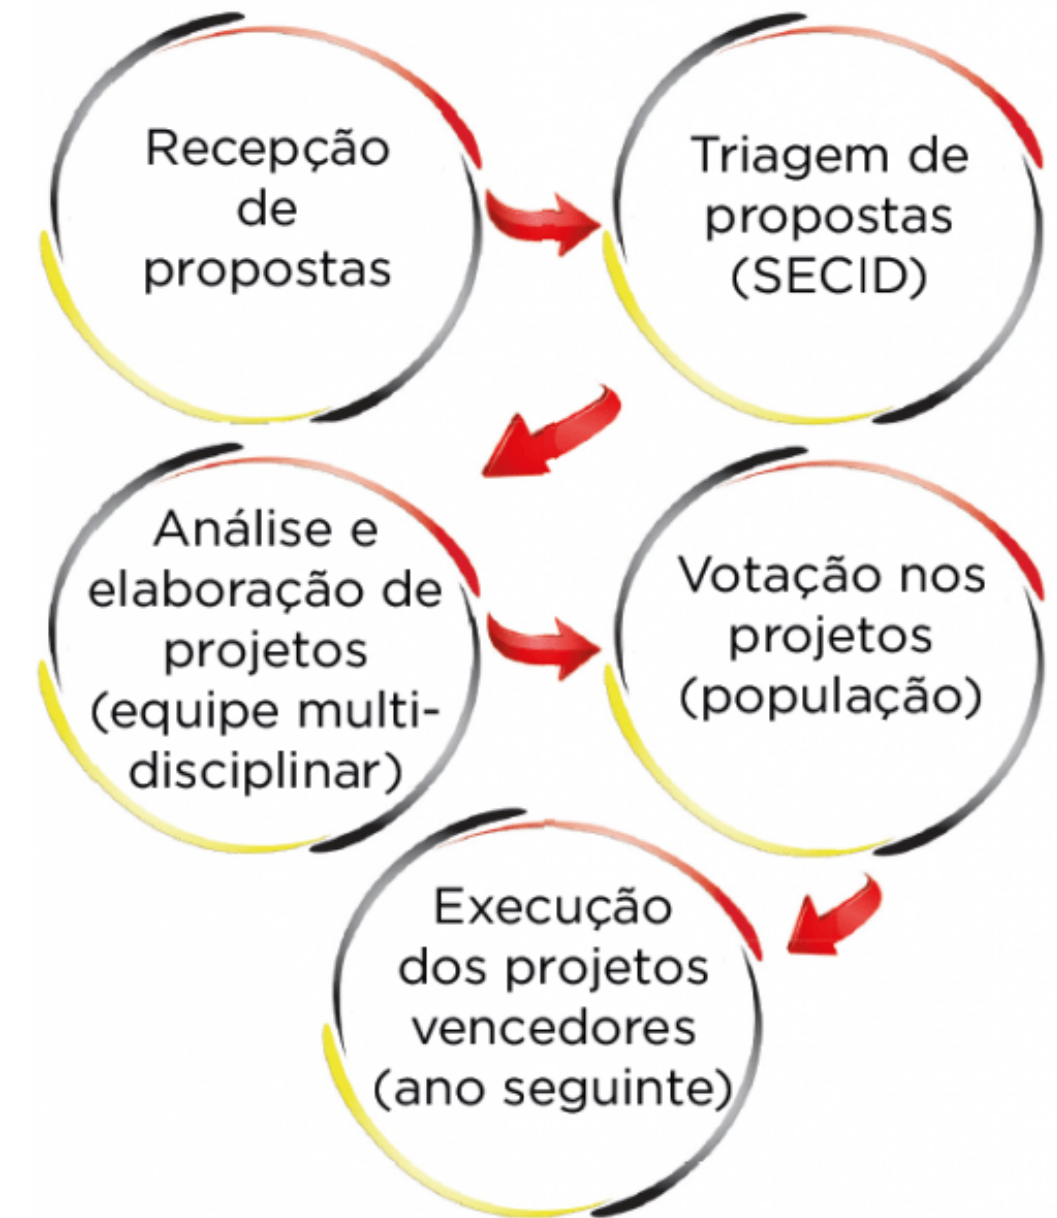 Recepção
de
propostas
Triagem de
propostas
(SECID)
Análise e
elaboração de
projetos
(equipe multi-
disciplinar)
Votação nos
projetos
(população)
Execução
dos projetos
vencedores
(ano seguinte)